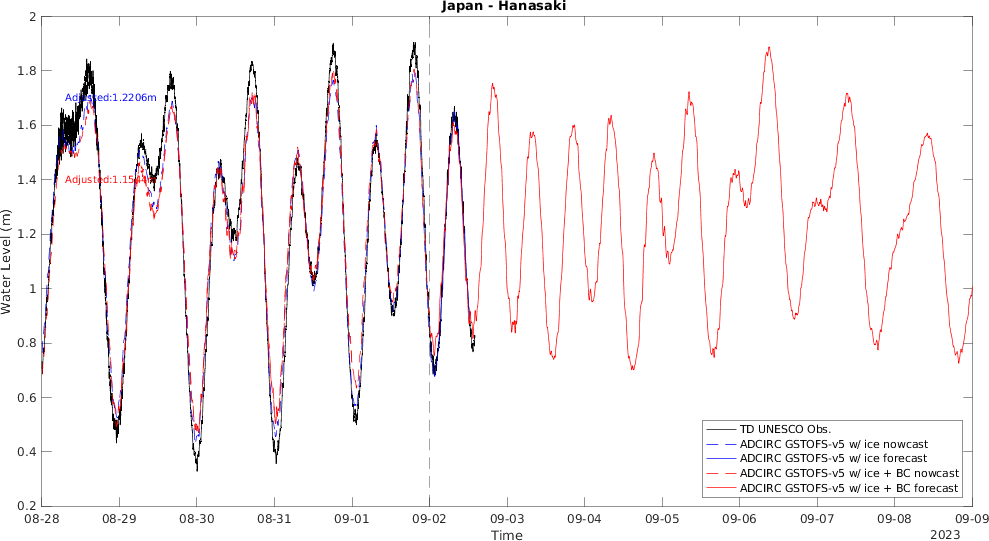 Japan - Hanasaki
2
1.8
1.6
1.4
1.2
1
0.8
0.6
0.4
0.2
Water Level (m)
Adjusted:1.2206m
TD UNESCO Obs.
ADCIRC GSTOFS-v5 w/ ice nowcast
ADCIRC GSTOFS-v5 w/ ice forecast
ADCIRC GSTOFS-v5 w/ ice + BC nowcast
ADCIRC GSTOFS-v5 w/ ice + BC forecast
08-28 08-29 08-30 08-31 09-01 09-02 09-03 09-04 09-05 09-06 09-07 09-08 09-09
Time
2023